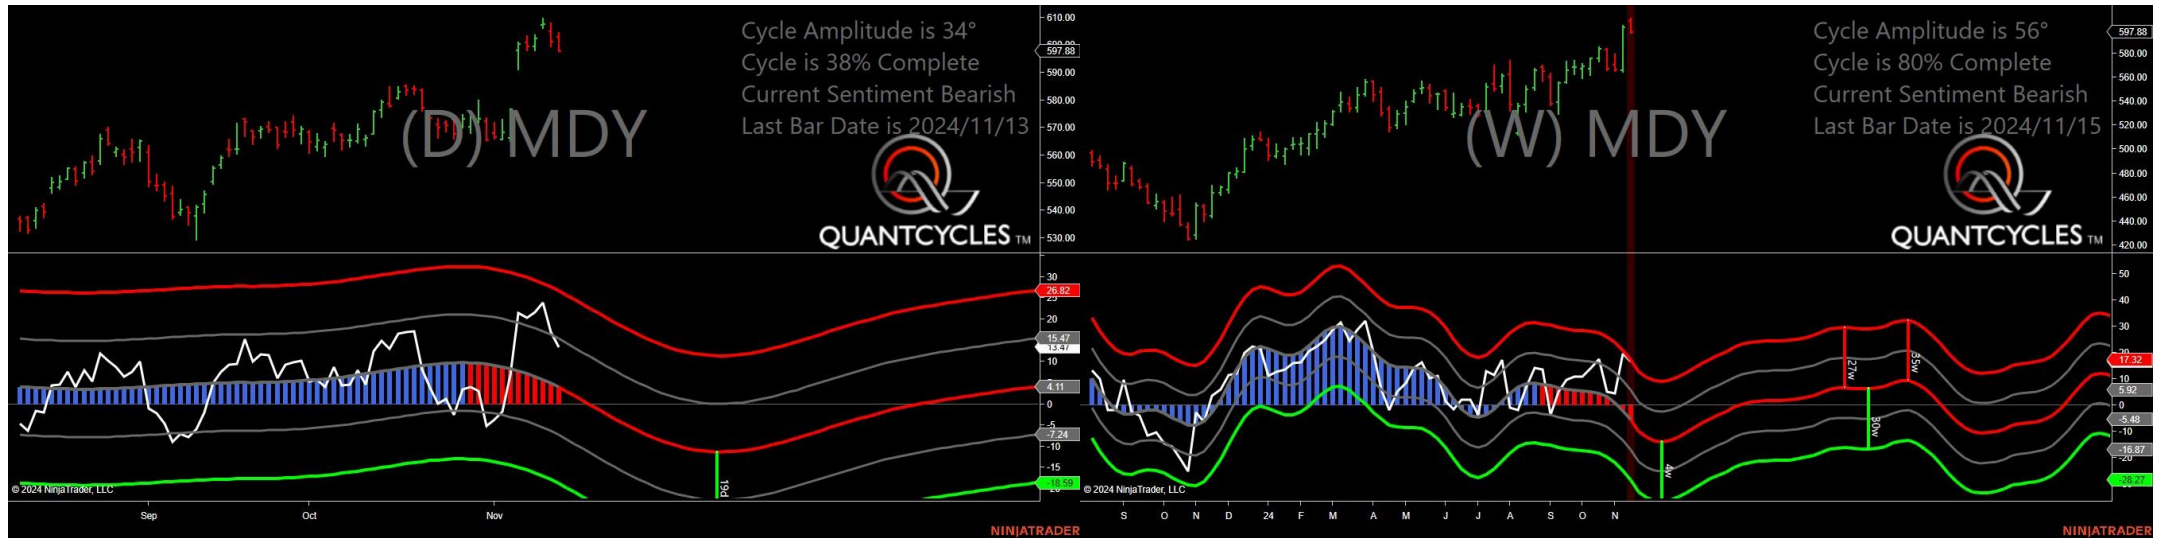 Cycle Amplitude is 34°
Cycle is 38% Complete
Current Sentiment Bearish
Last Bar Date is 2024/11/13
(D) MDY
QUANTCYCLES TM
610.00
600.00
597.88
590.00
580.00
570.00
560.00
550.00
540.00
530.00
30
26.82
25
20
15.47
13.47
10
4.11
0
-5
-7.24
-10
-15
-18.59
19d
© 2024 NinjaTrader, LLC
Sep Oct Nov
NINJATRADER
Cycle Amplitude is 56°
Cycle is 80% Complete
Current Sentiment Bearish
Last Bar Date is 2024/11/15
(W) MDY
QUANTCYCLES TM
597.88
580.00
560.00
540.00
520.00
500.00
480.00
460.00
440.00
420.00
50
40
30
17.32
10
5.92
0
-5.48
-10
-16.87
-20
-28.27
4w
27w
30w
35w
© 2024 NinjaTrader, LLC
S O N D 24 F M A M J J A S O N
NINJATRADER